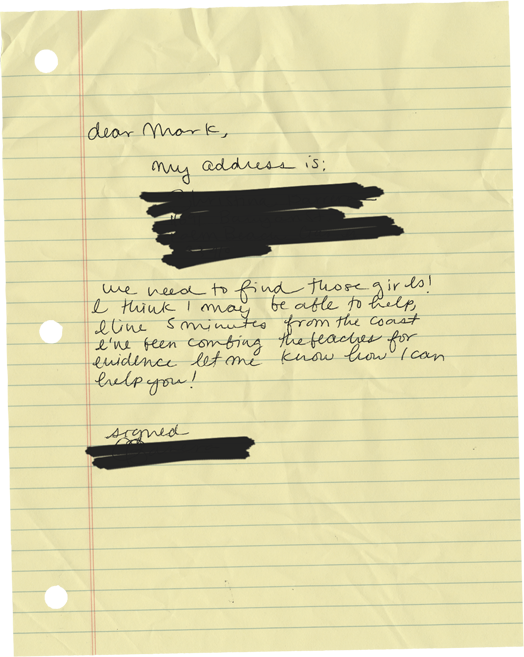 dear Mark,
My address is:
We need to find those girls!
I think I may be able to help,
I live 5 minutes from the coast
I've been combing the beaches for
evidence let me know how I can
help you!
signed